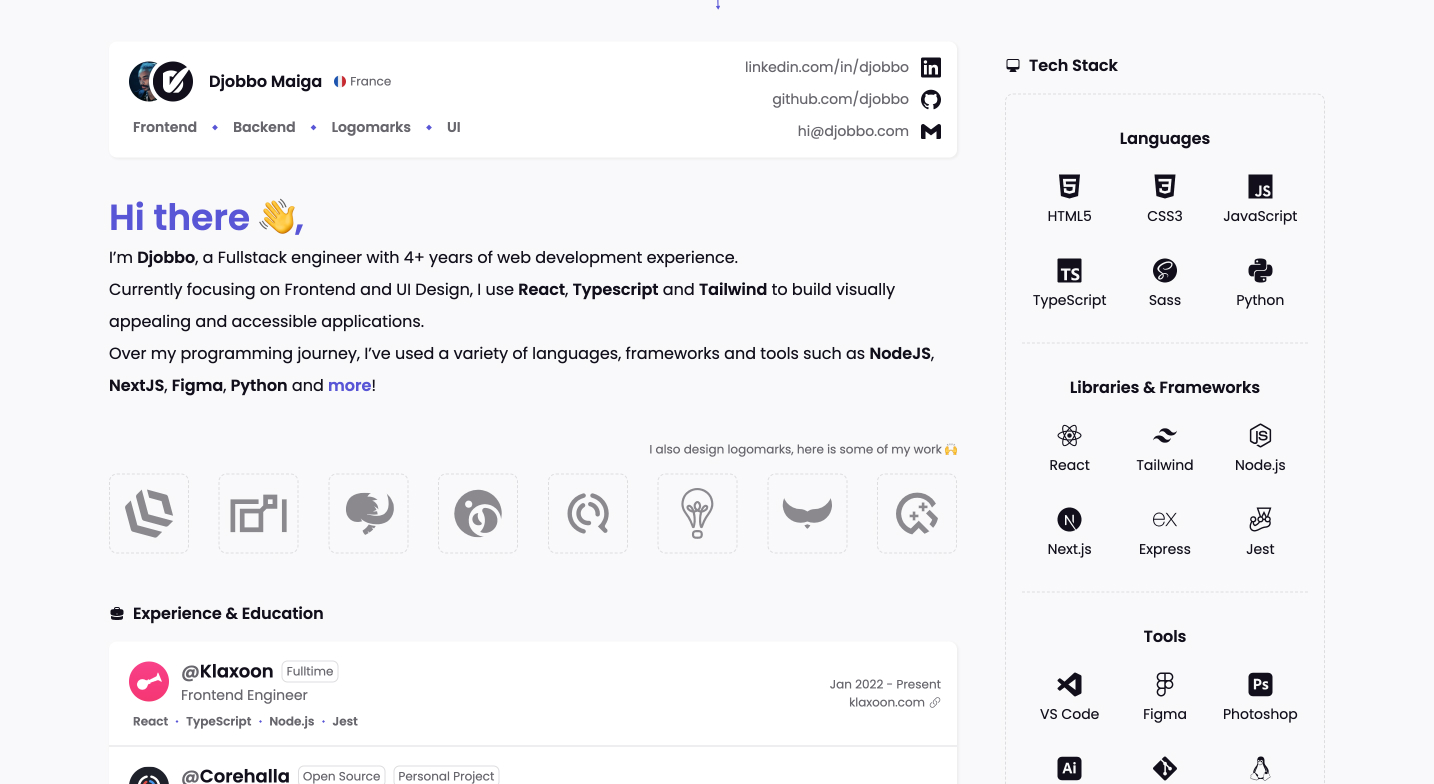 Djobbo Maiga France
Frontend • Backend • Logomarks • UI
linkedin.com/in/djobbo
github.com/djobbo
hi@djobbo.com
Hi there 👋,
I’m Djobbo, a Fullstack engineer with 4+ years of web development experience.
Currently focusing on Frontend and UI Design, I use React, Typescript and Tailwind to build visually
appealing and accessible applications.
Over my programming journey, I’ve used a variety of languages, frameworks and tools such as NodeJS,
NextJS, Figma, Python and more!
I also design logomarks, here is some of my work 🙌
Experience & Education
@Klaxoon Fulltime
Frontend Engineer
React · TypeScript · Node.js · Jest
Jan 2022 - Present
klaxoon.com
@Corehalla Open Source Personal Project
Tech Stack
Languages
HTML5 CSS3 JavaScript
TypeScript Sass Python
Libraries & Frameworks
React Tailwind Node.js
Next.js Express Jest
Tools
VS Code Figma Photoshop